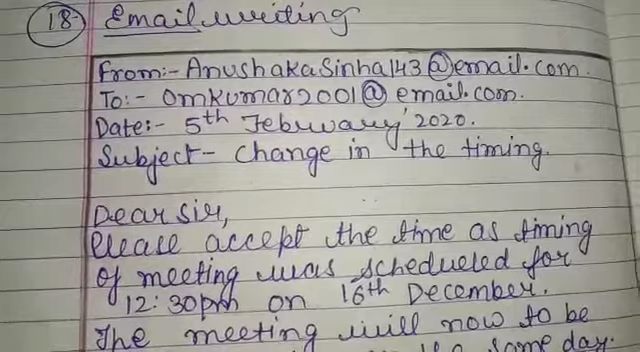 18. Email writing
From:- AnushakaSinha143@email.com.
To:- Omkumar2001@email.com.
Date:- 5th February' 2020.
Subject- Change in the timing.
Dear sir,
Please accept the time as timing
of meeting was scheduled for
12:30pm on 16th December.
The meeting will now to be
same day.